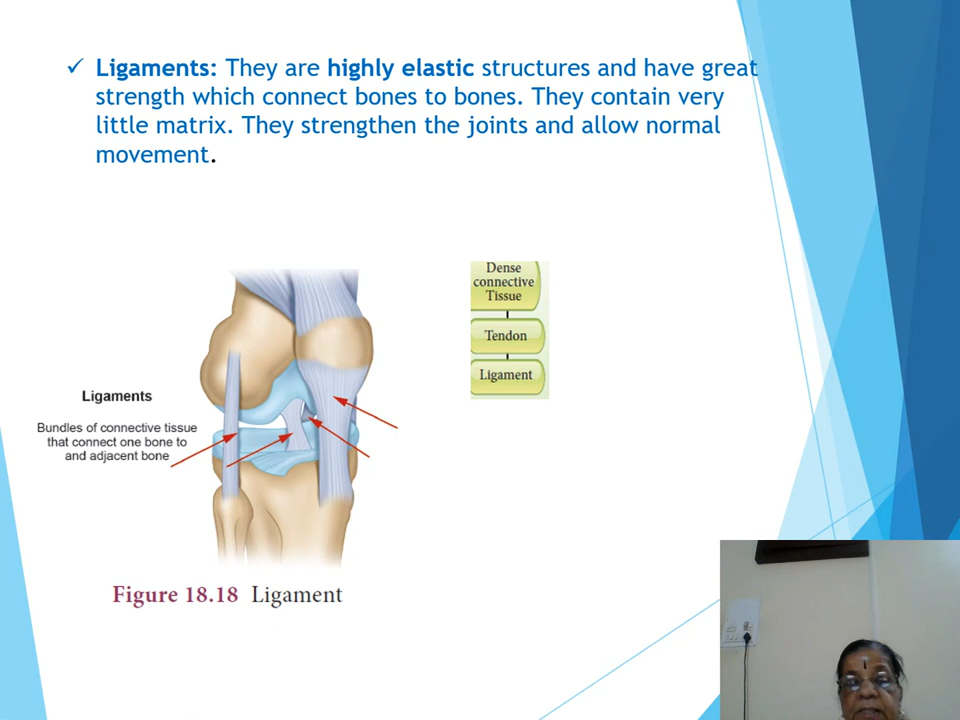 Ligaments: They are highly elastic structures and have great
strength which connect bones to bones. They contain very
little matrix. They strengthen the joints and allow normal
movement.
Dense
connective
Tissue
Tendon
Ligament
Ligaments
Bundles of connective tissue
that connect one bone to
and adjacent bone
Figure 18.18 Ligament